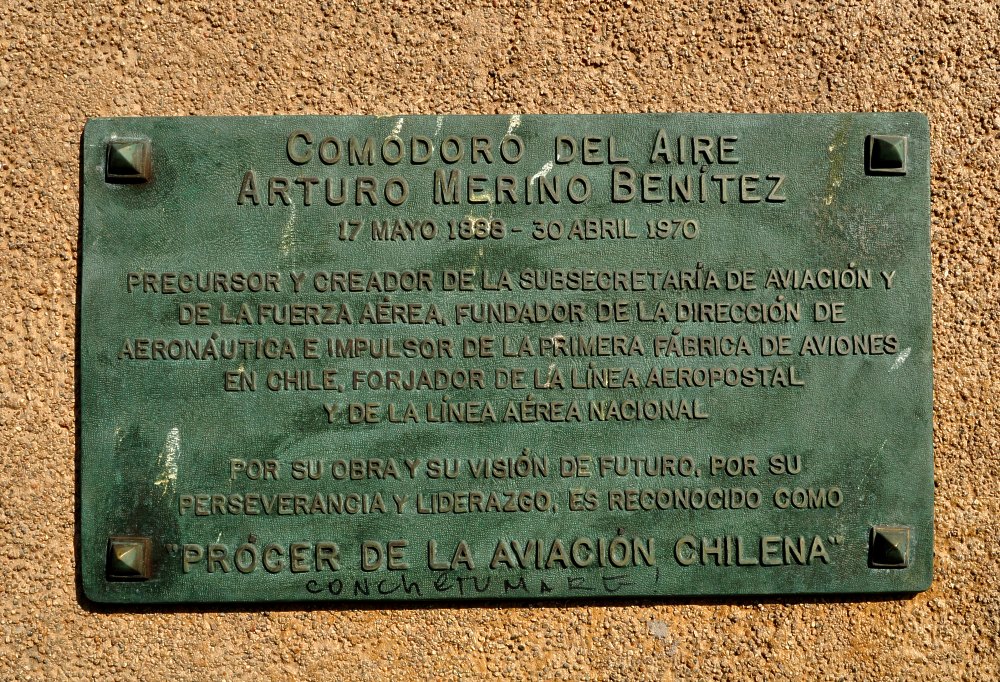 COMODORO DEL AIRE
ARTURO MERINO BENÍTEZ
17 MAYO 1888 - 30 ABRIL 1970
PRECURSOR Y CREADOR DE LA SUBSECRETARÍA DE AVIACIÓN Y
DE LA FUERZA AÉREA, FUNDADOR DE LA DIRECCIÓN DE
AERONÁUTICA E IMPULSOR DE LA PRIMERA FÁBRICA DE AVIONES
EN CHILE, FORJADOR DE LA LÍNEA AEROPOSTAL
Y DE LA LÍNEA AÉREA NACIONAL
POR SU OBRA Y SU VISIÓN DE FUTURO, POR SU
PERSEVERANCIA Y LIDERAZGO, ES RECONOCIDO COMO
"PRÓCER DE LA AVIACIÓN CHILENA"
CONCHETUMARE!